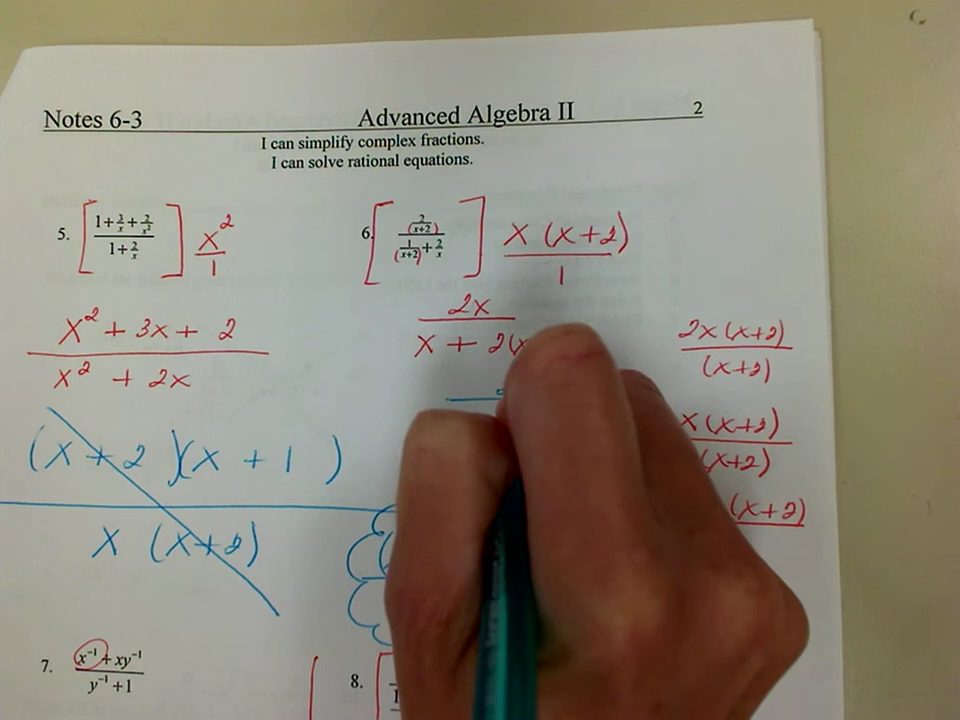 Notes 6-3 Advanced Algebra II 2
I can simplify complex fractions.
I can solve rational equations.
5. [(1+3/x+2/x²)/(1+2/x)] x²/1
6. [(2/(x+2))/(1/(x+2)+2/x)] x(x+2)/1
x² + 3x + 2
x² + 2x
2x
x + 2(x
2x(x+2)
(x+2)
(x+2)(x+1)
x(x+2)
x(x+2)
(x+2)
(x+2)
7. (x⁻¹+xy⁻¹)/(y⁻¹+1)
8. [
1